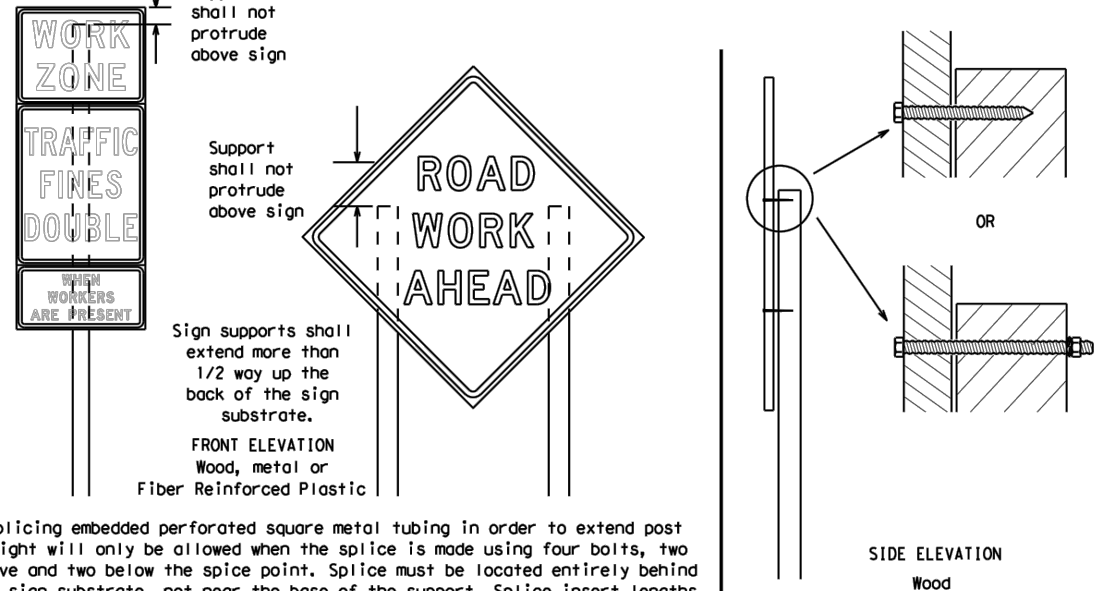 shall not
protrude
above sign
WORK
ZONE
TRAFFIC
FINES
DOUBLE
WHEN
WORKERS
ARE PRESENT
Support
shall not
protrude
above sign
ROAD
WORK
AHEAD
Sign supports shall
extend more than
1/2 way up the
back of the sign
substrate.
FRONT ELEVATION
Wood, metal or
Fiber Reinforced Plastic
OR
SIDE ELEVATION
Wood
plicing embedded perforated square metal tubing in order to extend post
ight will only be allowed when the splice is made using four bolts, two
ve and two below the spice point. Splice must be located entirely behind
sign substrate, not near the base of the support. Splice insert lengths